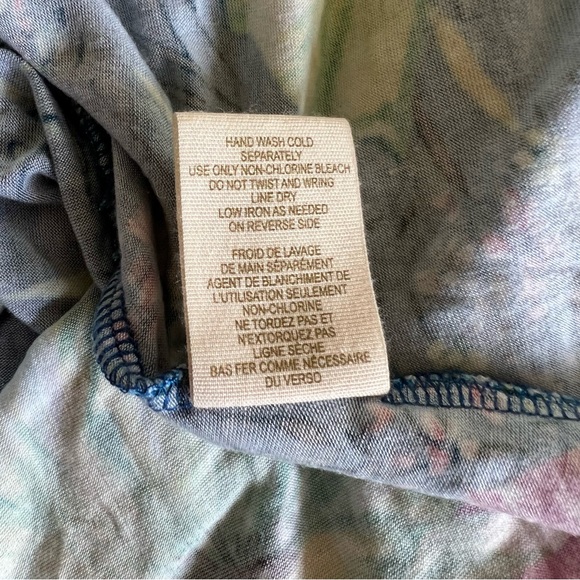 HAND WASH COLD
SEPARATELY
USE ONLY NON-CHLORINE BLEACH
DO NOT TWIST AND WRING
LINE DRY
LOW IRON AS NEEDED
ON REVERSE SIDE
FROID DE LAVAGE
DE MAIN SÉPARÉMENT
AGENT DE BLANCHIMENT DE
L'UTILISATION SEULEMENT
NON-CHLORINE
NE TORDEZ PAS ET
N'EXTORQUEZ PAS
LIGNE SÈCHE
BAS FER COMME NÉCESSAIRE
DU VERSO